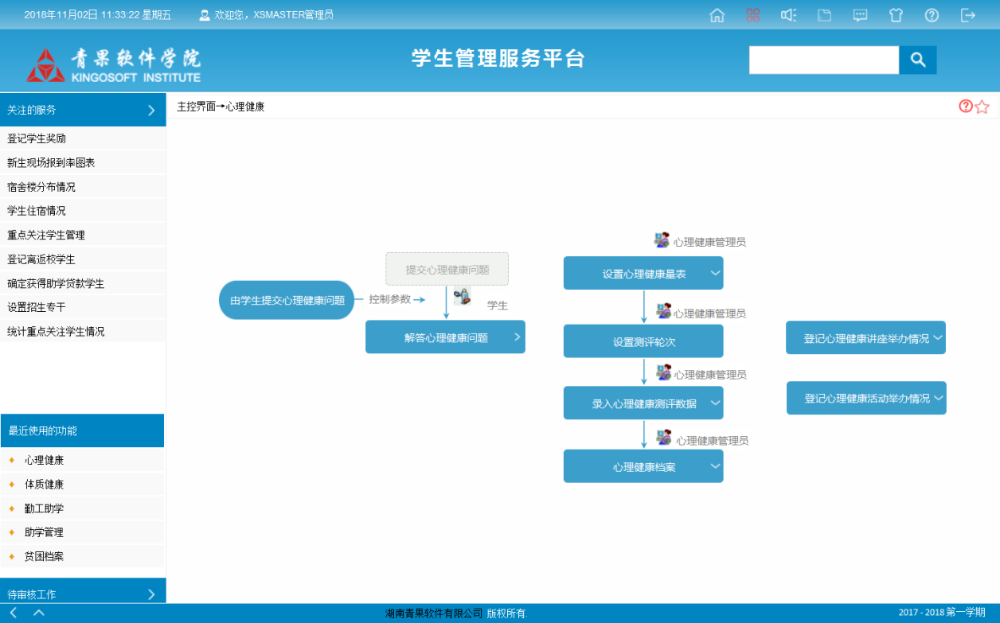 2018年11月02日 11:33:22 星期五
欢迎您，XSMASTER管理员
青果软件学院
KINGOSOFT INSTITUTE
学生管理服务平台
关注的服务
登记学生奖励
新生现场报到率图表
宿舍楼分布情况
学生住宿情况
重点关注学生管理
登记离返校学生
确定获得助学贷款学生
设置招生专干
统计重点关注学生情况
最近使用的功能
心理健康
体质健康
勤工助学
助学管理
贫困档案
待审核工作
主控界面→心理健康
由学生提交心理健康问题
控制参数
提交心理健康问题
学生
解答心理健康问题
心理健康管理员
设置心理健康量表
心理健康管理员
设置测评轮次
心理健康管理员
录入心理健康测评数据
心理健康管理员
心理健康档案
登记心理健康讲座举办情况
登记心理健康活动举办情况
湖南青果软件有限公司 版权所有.
2017 - 2018 第一学期